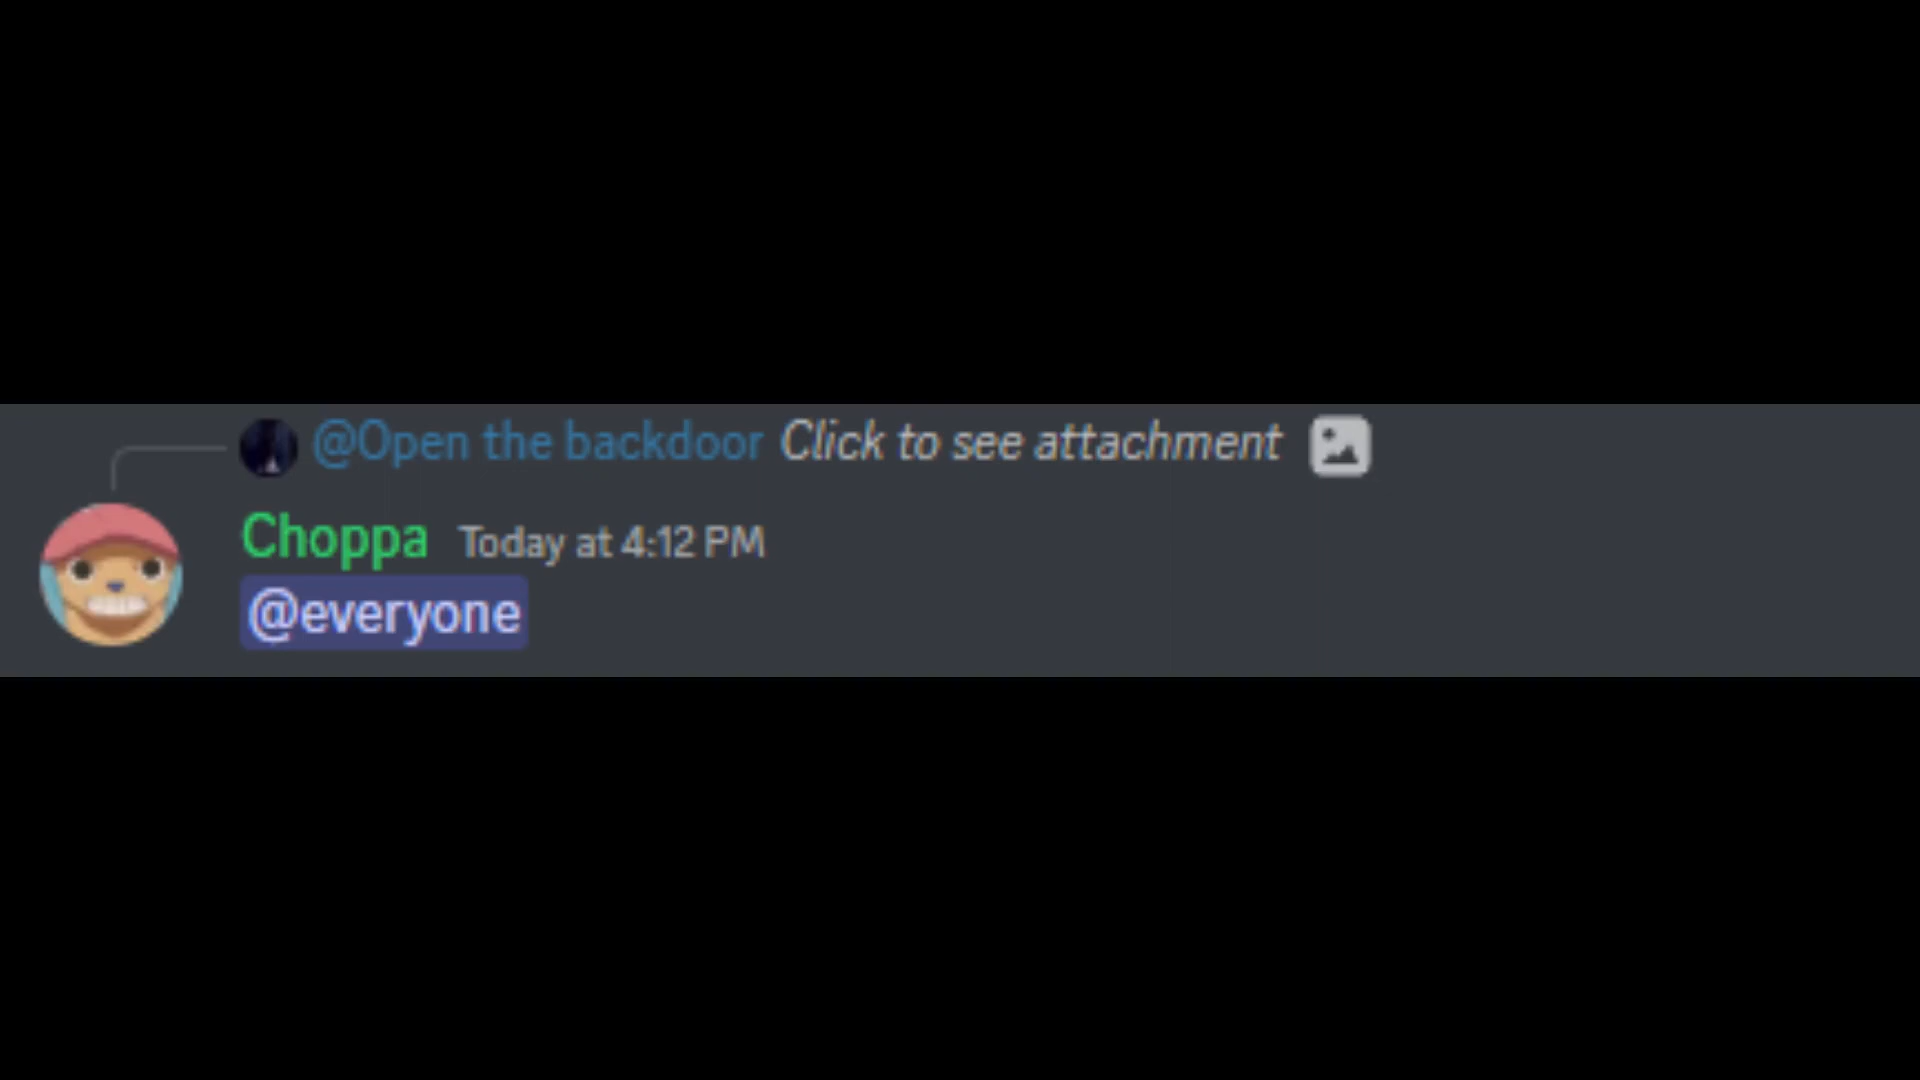 @Open the backdoor Click to see attachment
Choppa Today at 4:12 PM
@everyone